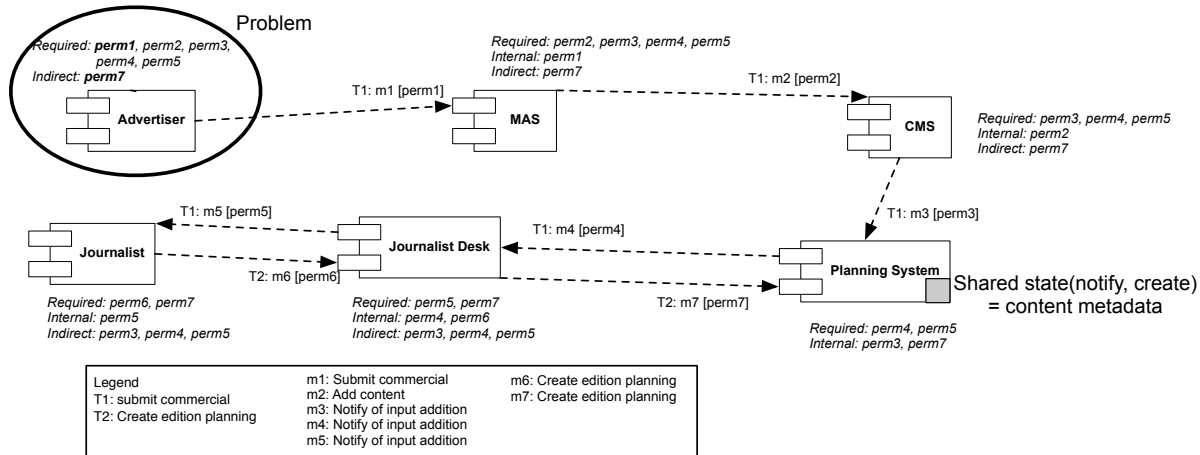 Problem
Required: perm1, perm2, perm3,
perm4, perm5
Indirect: perm7
Advertiser
T1: m1 [perm1]
Required: perm2, perm3, perm4, perm5
Internal: perm1
Indirect: perm7
MAS
T1: m2 [perm2]
CMS
Required: perm3, perm4, perm5
Internal: perm2
Indirect: perm7
T1: m3 [perm3]
Journalist
T1: m5 [perm5]
T2: m6 [perm6]
Journalist Desk
T1: m4 [perm4]
T2: m7 [perm7]
Planning System
Shared state(notify, create)
= content metadata
Required: perm6, perm7
Internal: perm5
Indirect: perm3, perm4, perm5
Required: perm5, perm7
Internal: perm4, perm6
Indirect: perm3, perm4, perm5
Required: perm4, perm5
Internal: perm3, perm7
Legend
T1: submit commercial
T2: Create edition planning
m1: Submit commercial
m2: Add content
m3: Notify of input addition
m4: Notify of input addition
m5: Notify of input addition
m6: Create edition planning
m7: Create edition planning